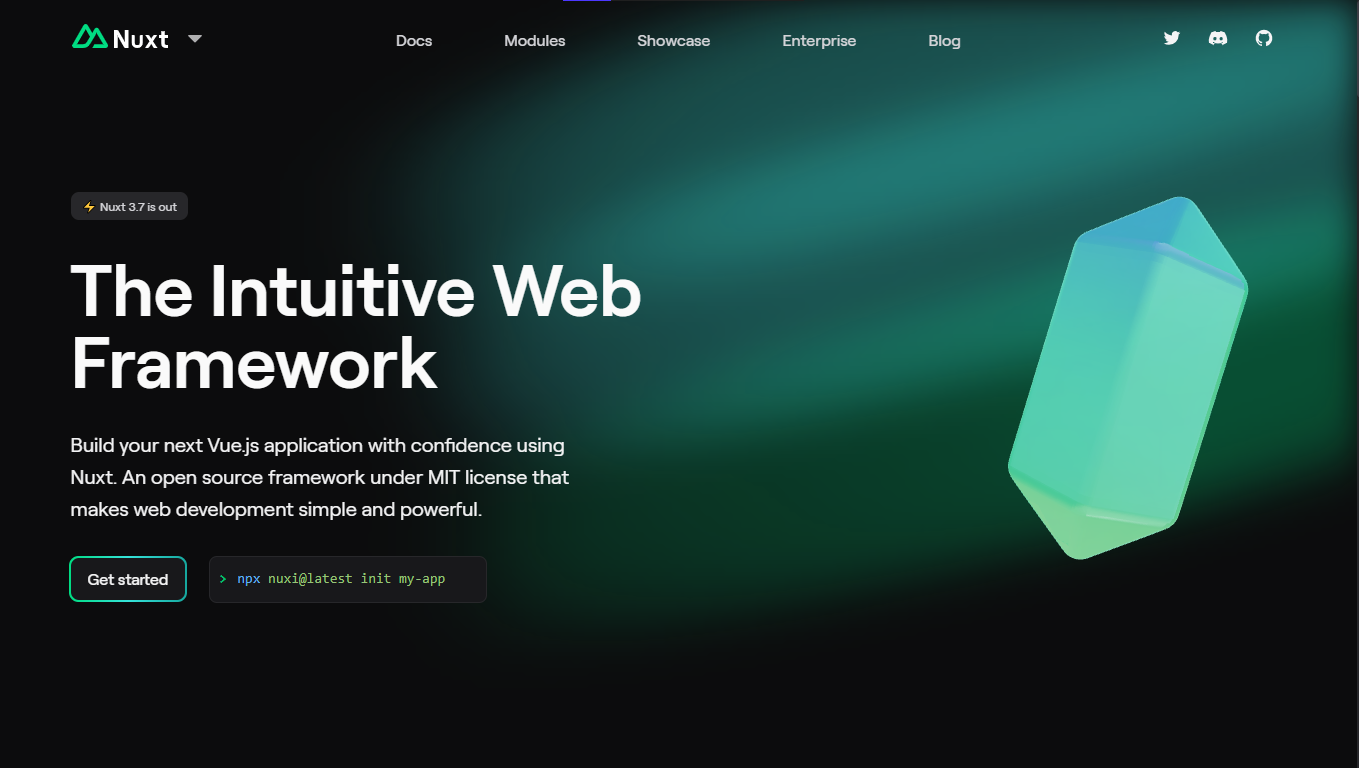 Nuxt
Docs
Modules
Showcase
Enterprise
Blog
Nuxt 3.7 is out
The Intuitive Web
Framework
Build your next Vue.js application with confidence using
Nuxt. An open source framework under MIT license that
makes web development simple and powerful.
Get started
> npx nuxi@latest init my-app